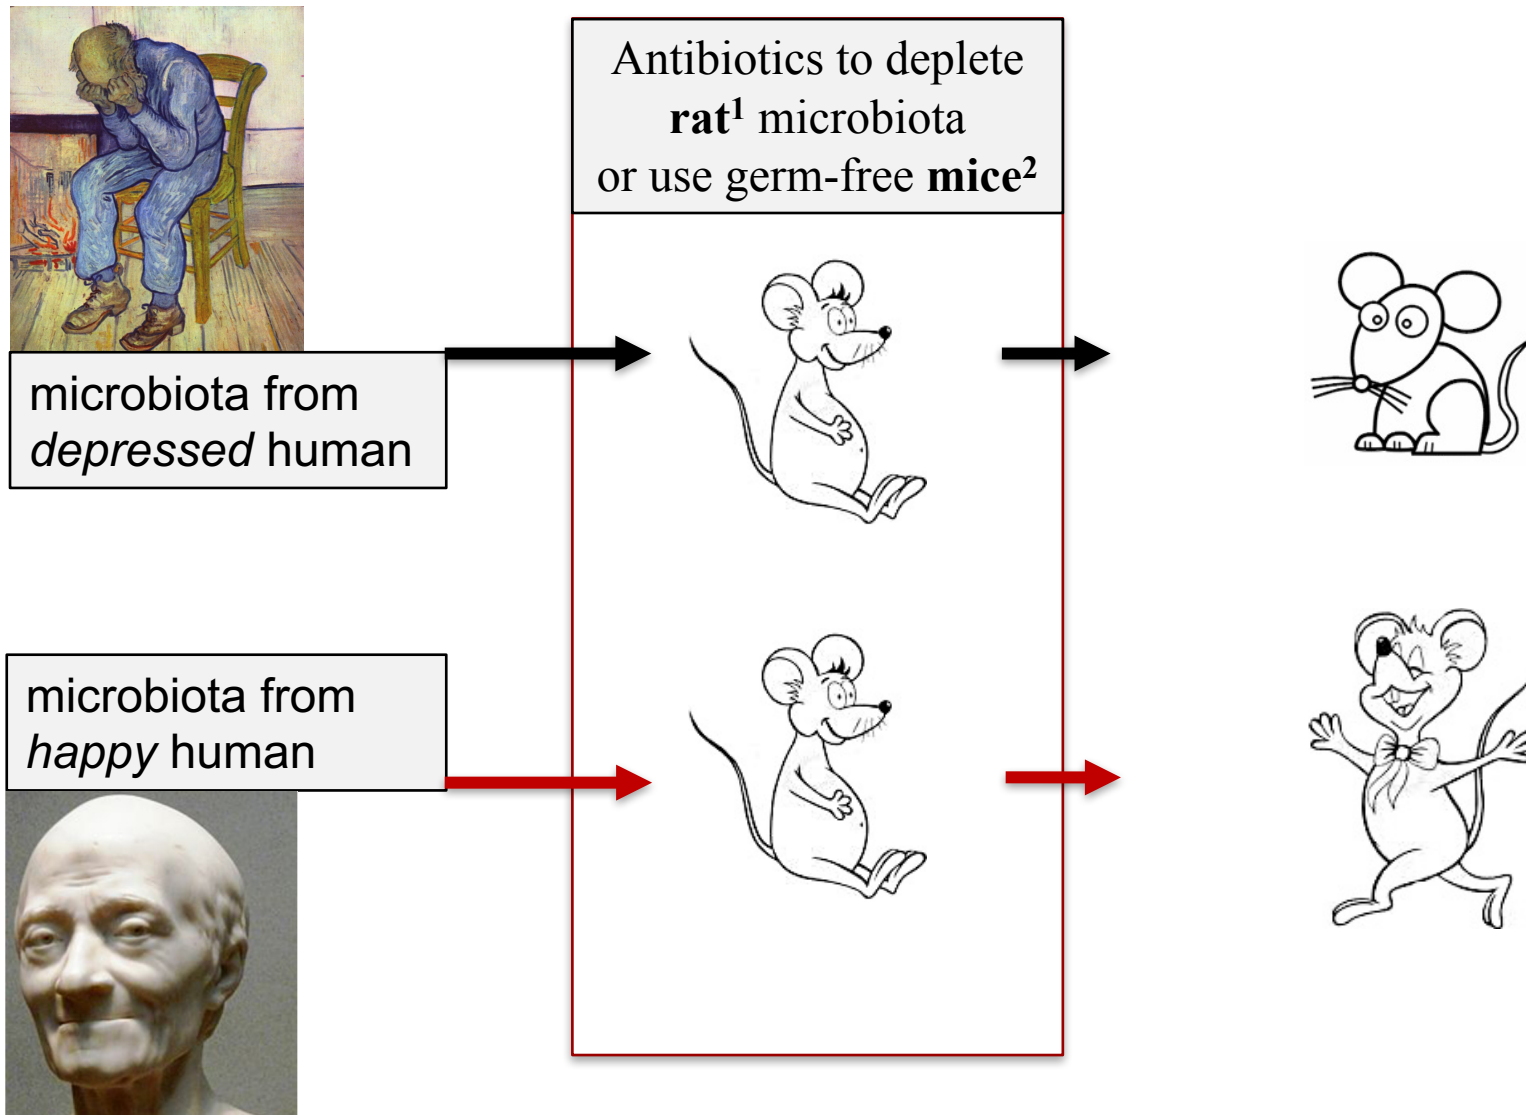 Antibiotics to deplete
rat¹ microbiota
or use germ-free mice²
microbiota from
depressed human
microbiota from
happy human